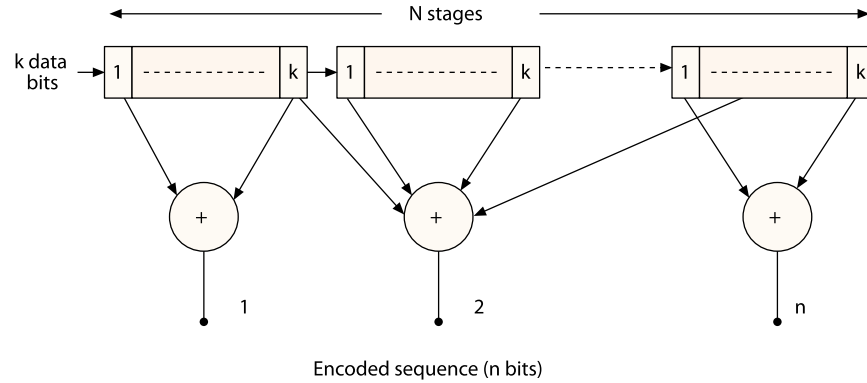 N stages
k data
bits
1 k 1 k 1 k
+ + +
1 2 n
Encoded sequence (n bits)